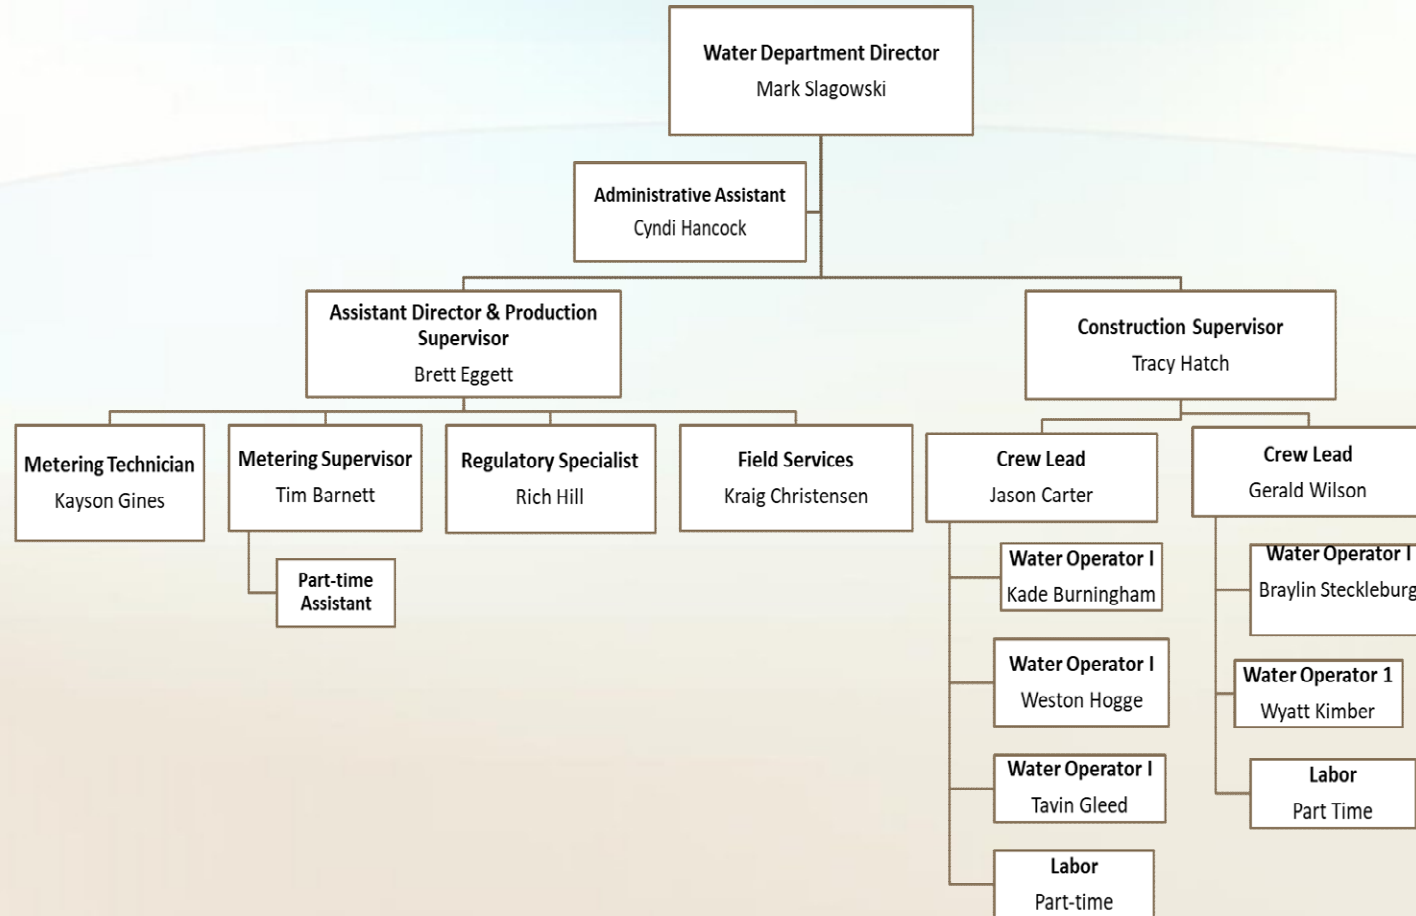 Water Department Director
Mark Slagowski
Administrative Assistant
Cyndi Hancock
Assistant Director & Production
Supervisor
Brett Eggett
Construction Supervisor
Tracy Hatch
Metering Technician
Kayson Gines
Metering Supervisor
Tim Barnett
Regulatory Specialist
Rich Hill
Field Services
Kraig Christensen
Crew Lead
Jason Carter
Crew Lead
Gerald Wilson
Part-time
Assistant
Water Operator I
Kade Burningham
Water Operator I
Weston Hogge
Water Operator I
Tavin Gleed
Labor
Part-time
Water Operator I
Braylin Steckleburg
Water Operator 1
Wyatt Kimber
Labor
Part Time